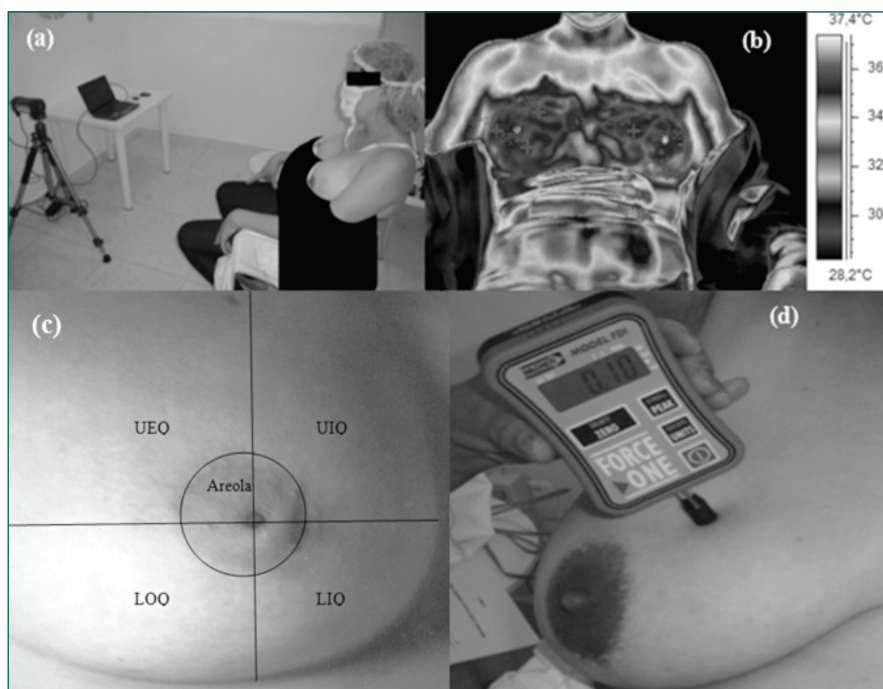 (a)
(b)
37,4°C
36
34
32
30
28,2°C
(c)
UEQ
UIQ
Areola
LOQ
LIQ
(d)
MODEL FDI
0.10
ZERO
PEAK
UNITS
FORCE
ONE